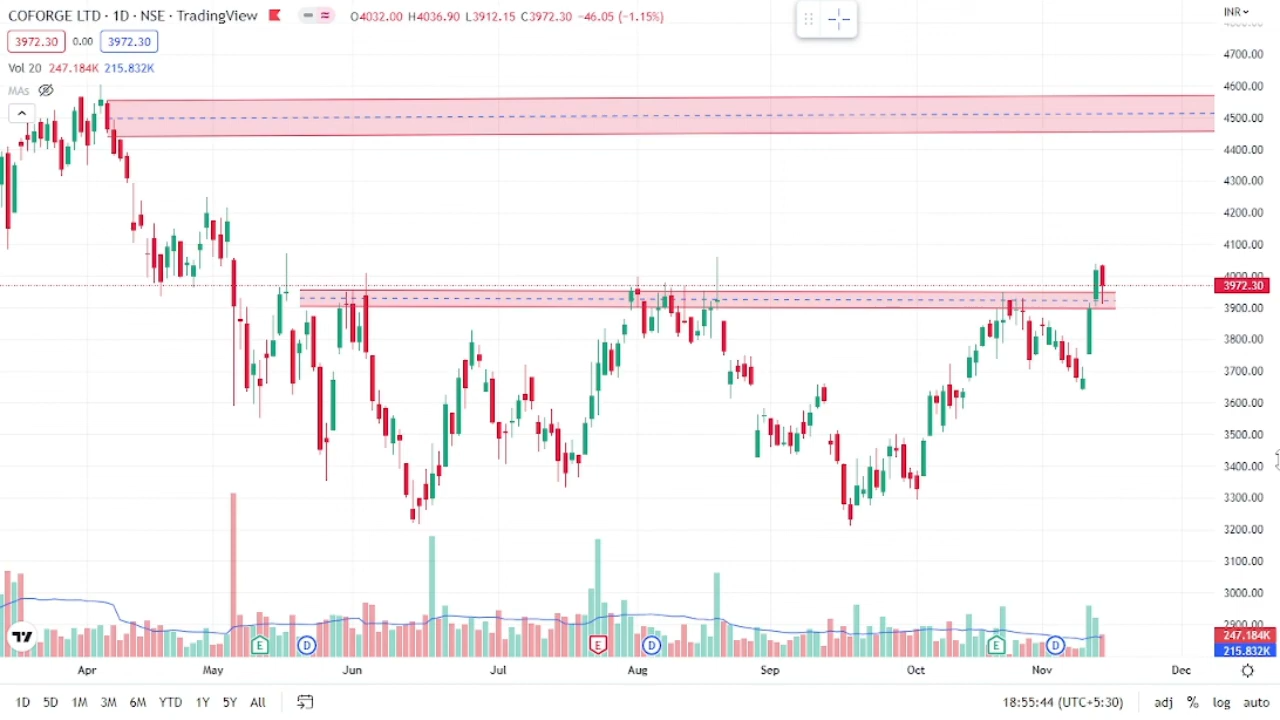 COFORGE LTD · 1D · NSE · TradingView
O4032.00 H4036.90 L3912.15 C3972.30 −46.05 (−1.15%)
INR
3972.30 0.00 3972.30
Vol 20 247.184K 215.832K
MAs
4700.00
4600.00
4500.00
4400.00
4300.00
4200.00
4100.00
4000.00
3972.30
3900.00
3800.00
3700.00
3600.00
3500.00
3400.00
3300.00
3200.00
3100.00
3000.00
2900.00
247.184K
215.832K
E D E D E D
Apr May Jun Jul Aug Sep Oct Nov Dec
1D 5D 1M 3M 6M YTD 1Y 5Y All
18:55:44 (UTC+5:30) adj % log auto